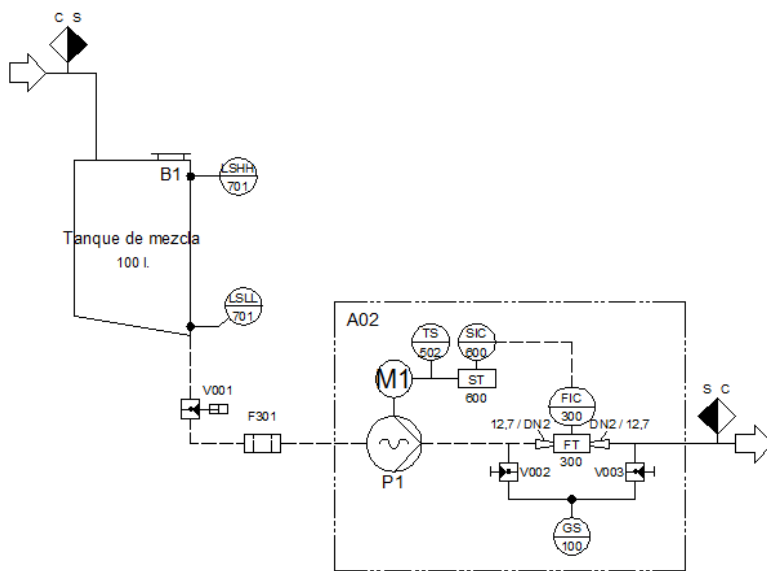 C S
B1
LSHH
701
Tanque de mezcla
100 l.
LSLL
701
A02
TS
502
SIC
600
M1
ST
600
V001
F301
FIC
300
S C
12,7 / DN2
DN2 / 12,7
FT
300
P1
V002
V003
GS
100